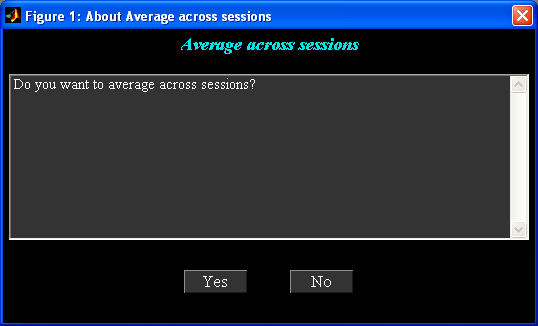 Figure 1: About Average across sessions
Average across sessions
Do you want to average across sessions?
Yes
No